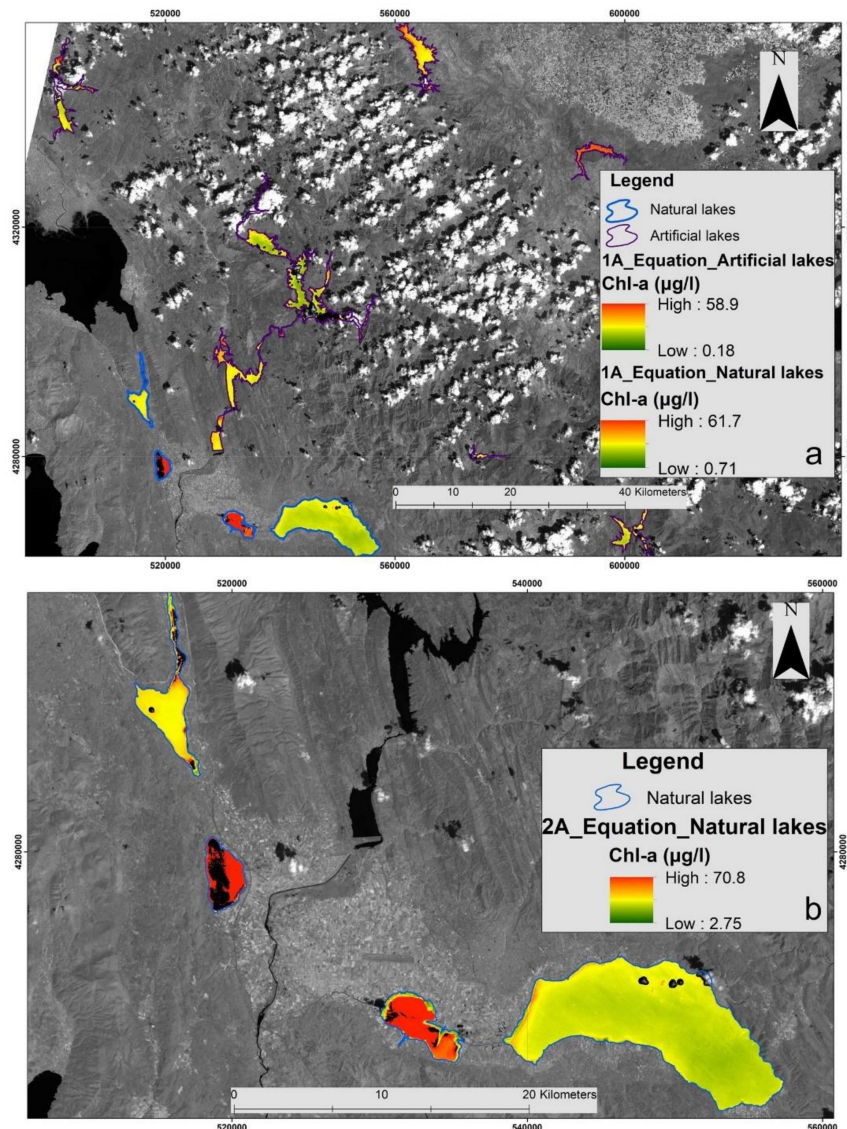 520000 560000 600000
N
4320000 4320000
Legend
Natural lakes
Artificial lakes
1A_Equation_Artificial lakes
Chl-a (µg/l)
High : 58.9
Low : 0.18
1A_Equation_Natural lakes
Chl-a (µg/l)
High : 61.7
Low : 0.71
a
4280000 4280000
0 10 20 40 Kilometers
520000 560000 600000
520000 540000 560000
N
Legend
Natural lakes
2A_Equation_Natural lakes
Chl-a (µg/l)
High : 70.8
Low : 2.75
b
4280000 4280000
0 10 20 Kilometers
520000 540000 560000